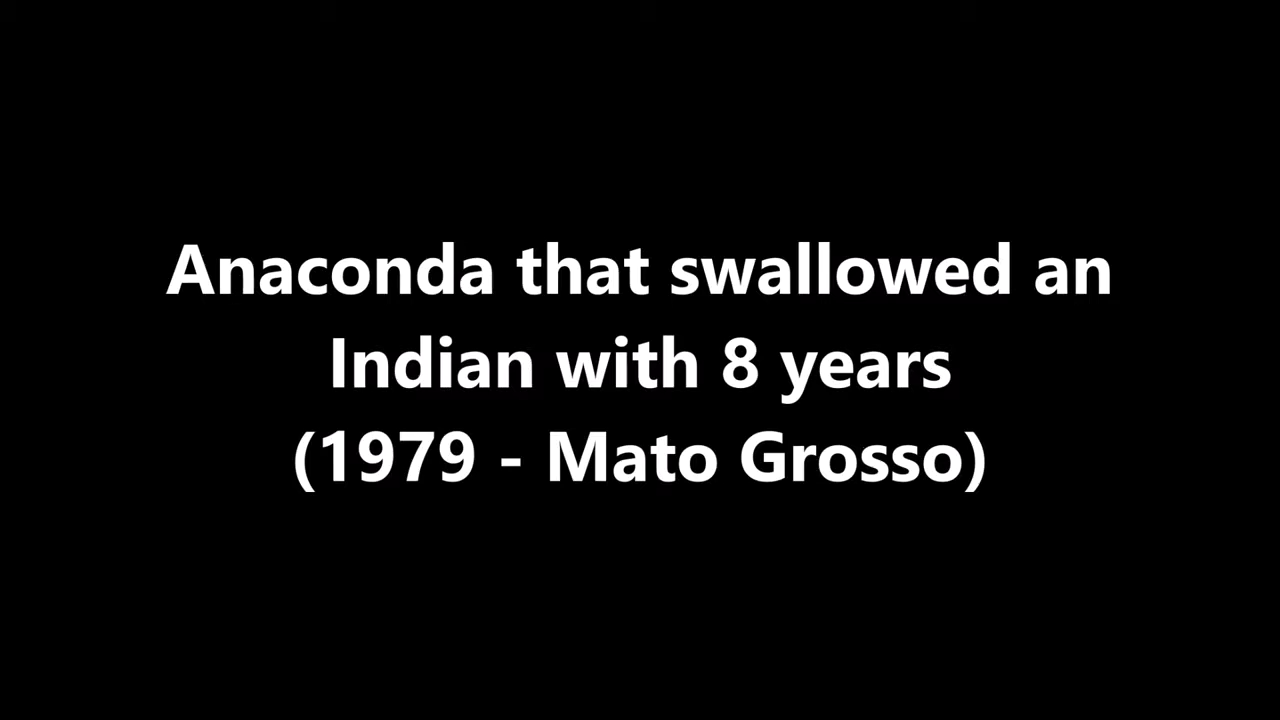 Anaconda that swallowed an
Indian with 8 years
(1979 - Mato Grosso)